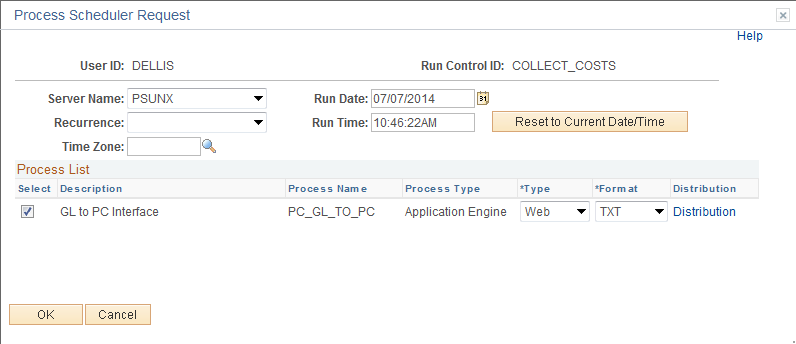 Process Scheduler Request
Help
User ID: DELLIS Run Control ID: COLLECT_COSTS
Server Name: PSUNX Run Date: 07/07/2014 31
Recurrence: Run Time: 10:46:22AM Reset to Current Date/Time
Time Zone:
Process List
Select Description Process Name Process Type *Type *Format Distribution
GL to PC Interface PC_GL_TO_PC Application Engine Web TXT Distribution
OK Cancel